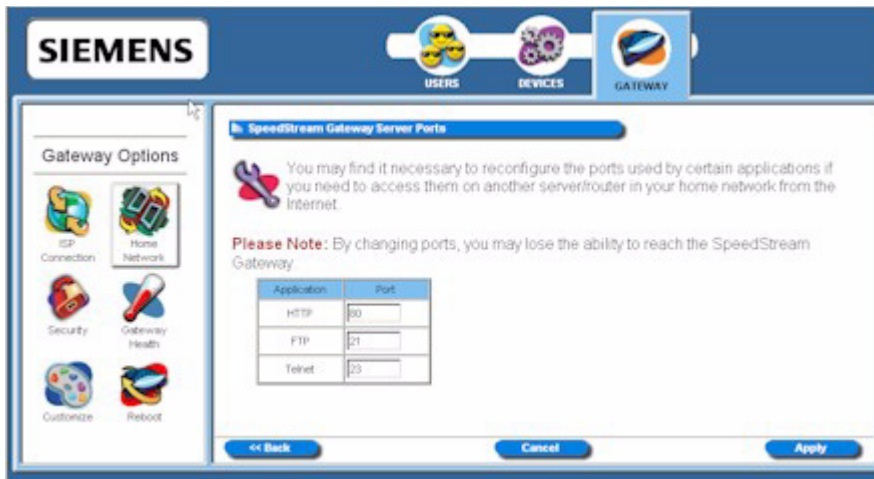 SIEMENS
USERS
DEVICES
GATEWAY
Gateway Options
ISP
Connection
Home
Network
Security
Gateway
Health
Customize
Reboot
SpeedStream Gateway Server Ports
You may find it necessary to reconfigure the ports used by certain applications if
you need to access them on another server/router in your home network from the
Internet.
Please Note: By changing ports, you may lose the ability to reach the SpeedStream
Gateway.
Application Port
HTTP 80
FTP 21
Telnet 23
<< Back
Cancel
Apply